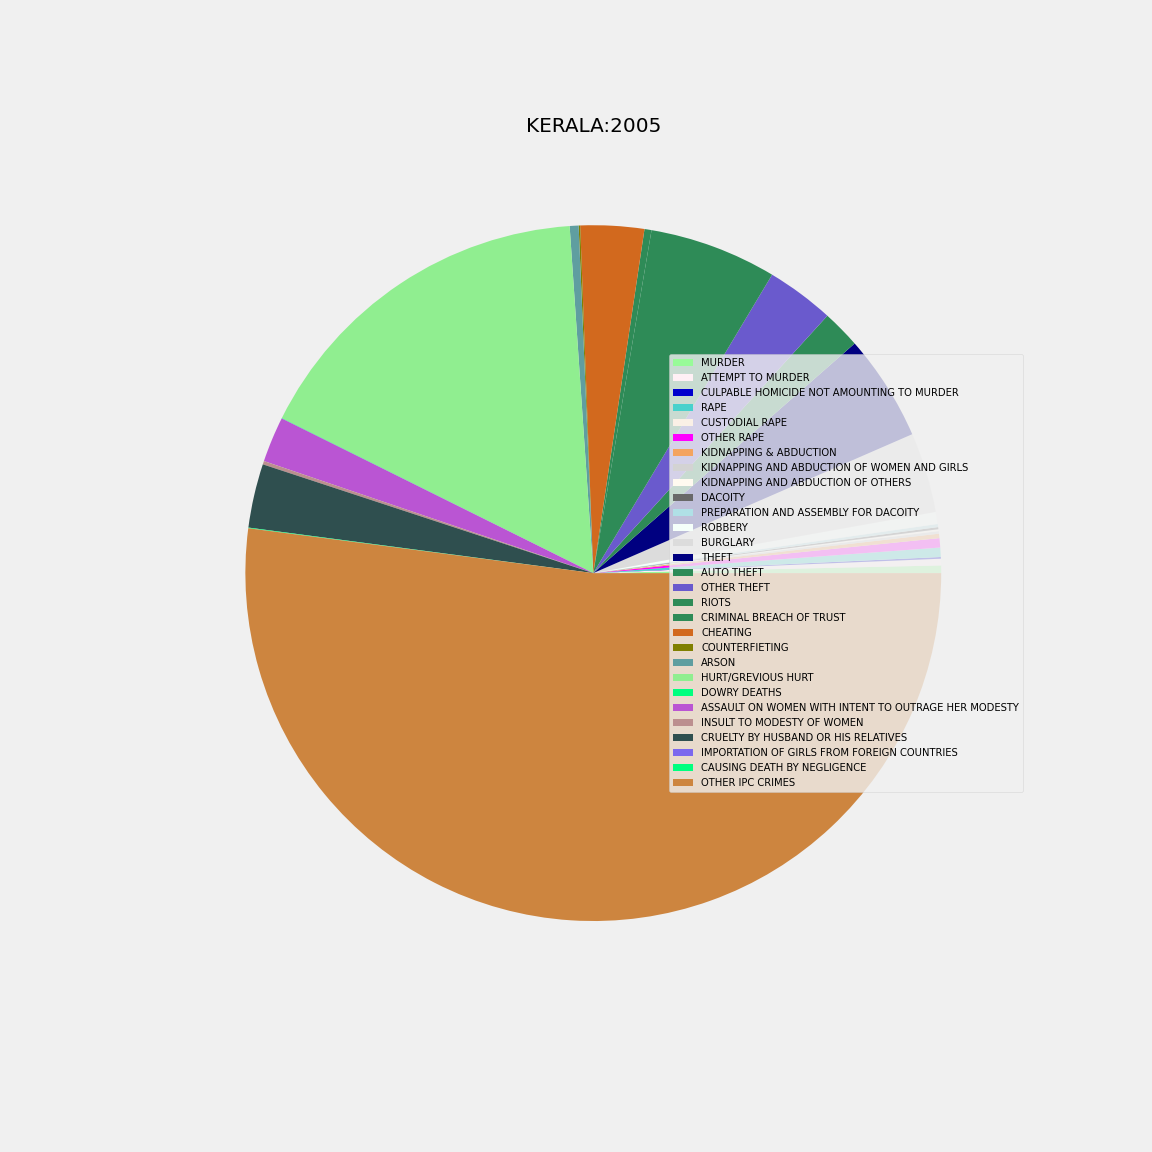 KERALA:2005
MURDER
ATTEMPT TO MURDER
CULPABLE HOMICIDE NOT AMOUNTING TO MURDER
RAPE
CUSTODIAL RAPE
OTHER RAPE
KIDNAPPING & ABDUCTION
KIDNAPPING AND ABDUCTION OF WOMEN AND GIRLS
KIDNAPPING AND ABDUCTION OF OTHERS
DACOITY
PREPARATION AND ASSEMBLY FOR DACOITY
ROBBERY
BURGLARY
THEFT
AUTO THEFT
OTHER THEFT
RIOTS
CRIMINAL BREACH OF TRUST
CHEATING
COUNTERFIETING
ARSON
HURT/GREVIOUS HURT
DOWRY DEATHS
ASSAULT ON WOMEN WITH INTENT TO OUTRAGE HER MODESTY
INSULT TO MODESTY OF WOMEN
CRUELTY BY HUSBAND OR HIS RELATIVES
IMPORTATION OF GIRLS FROM FOREIGN COUNTRIES
CAUSING DEATH BY NEGLIGENCE
OTHER IPC CRIMES